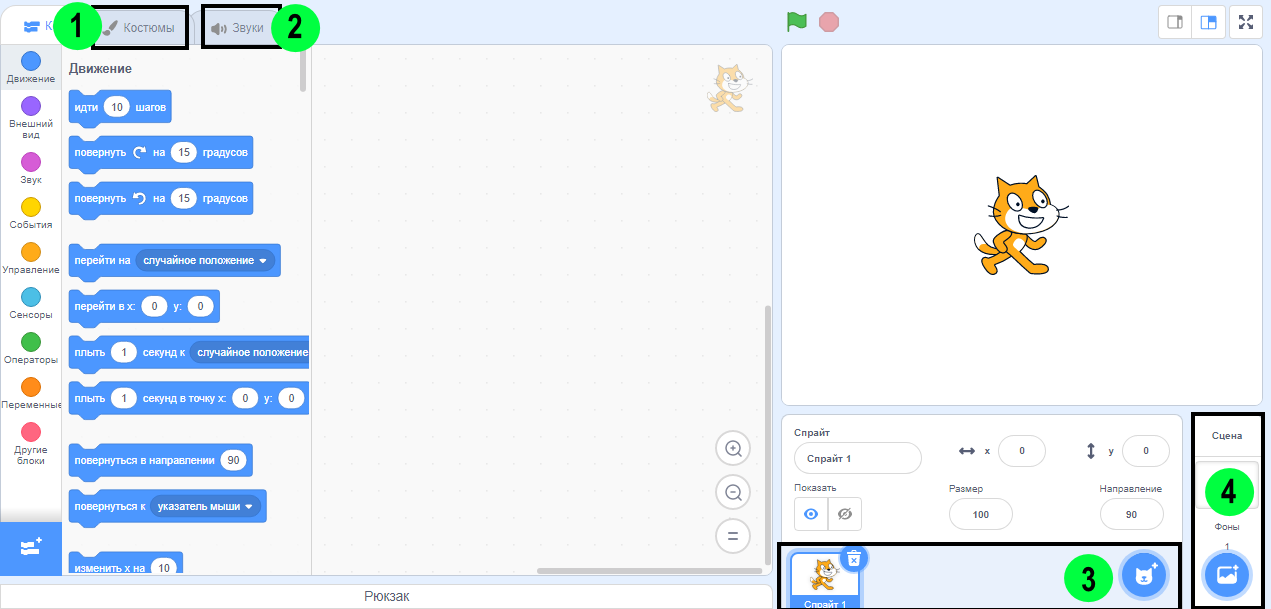 1
Костюмы
Звуки
2
Движение
Внешний
вид
Звук
События
Управление
Сенсоры
Операторы
Переменные
Другие
блоки
Движение
идти 10 шагов
повернуть на 15 градусов
повернуть на 15 градусов
перейти на случайное положение
перейти в x: 0 y: 0
плыть 1 секунд к случайное положение
плыть 1 секунд в точку x: 0 y: 0
повернуться в направлении 90
повернуться к указатель мыши
изменить x на 10
Рюкзак
Спрайт
Спрайт 1
x 0
y 0
Показать
Размер
100
Направление
90
Спрайт 1
3
Сцена
4
Фоны
1